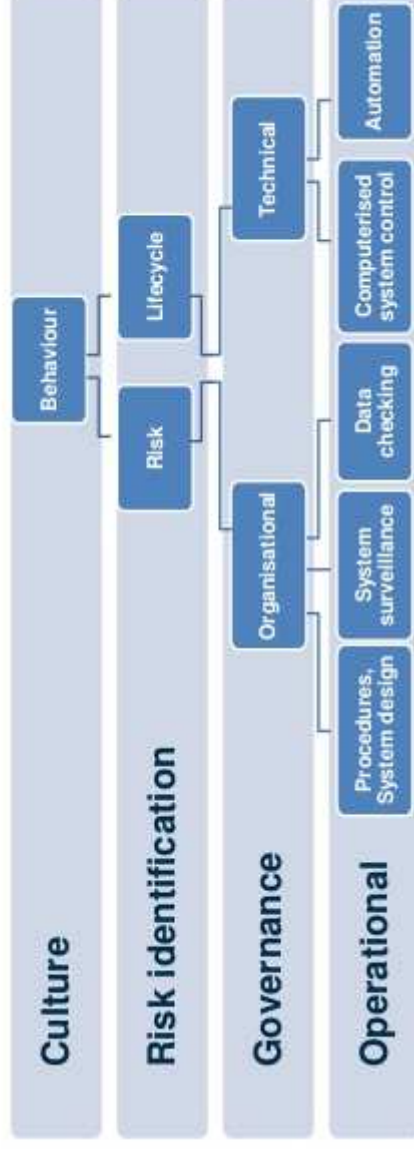 Culture
Behaviour
Risk identification
Risk
Lifecycle
Governance
Organisational
Technical
Operational
Procedures,
System design
System
surveillance
Data
checking
Computerised
system control
Automation